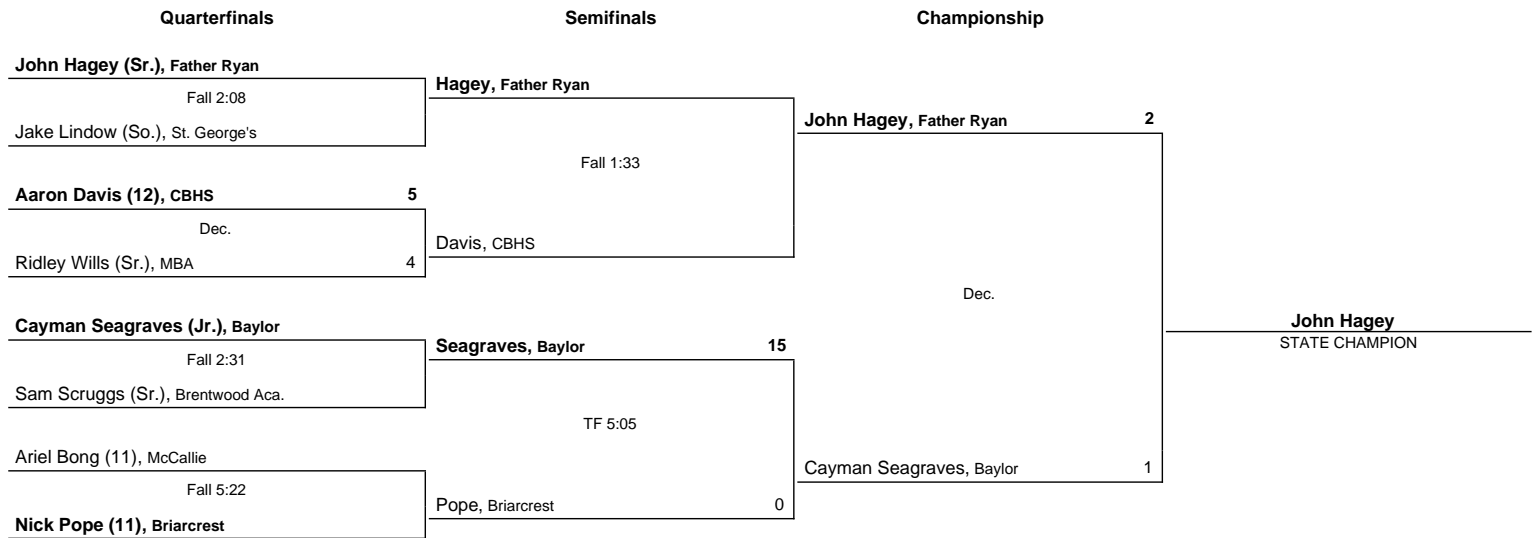 Quarterfinals Semifinals Championship
John Hagey (Sr.), Father Ryan
Hagey, Father Ryan
Fall 2:08
John Hagey, Father Ryan 2
Jake Lindow (So.), St. George's
Fall 1:33
Aaron Davis (12), CBHS 5
Dec.
Davis, CBHS
Ridley Wills (Sr.), MBA 4
Dec.
John Hagey
STATE CHAMPION
Cayman Seagraves (Jr.), Baylor
Seagraves, Baylor 15
Fall 2:31
Sam Scruggs (Sr.), Brentwood Aca.
TF 5:05
Ariel Bong (11), McCallie
Cayman Seagraves, Baylor 1
Fall 5:22
Pope, Briarcrest 0
Nick Pope (11), Briarcrest